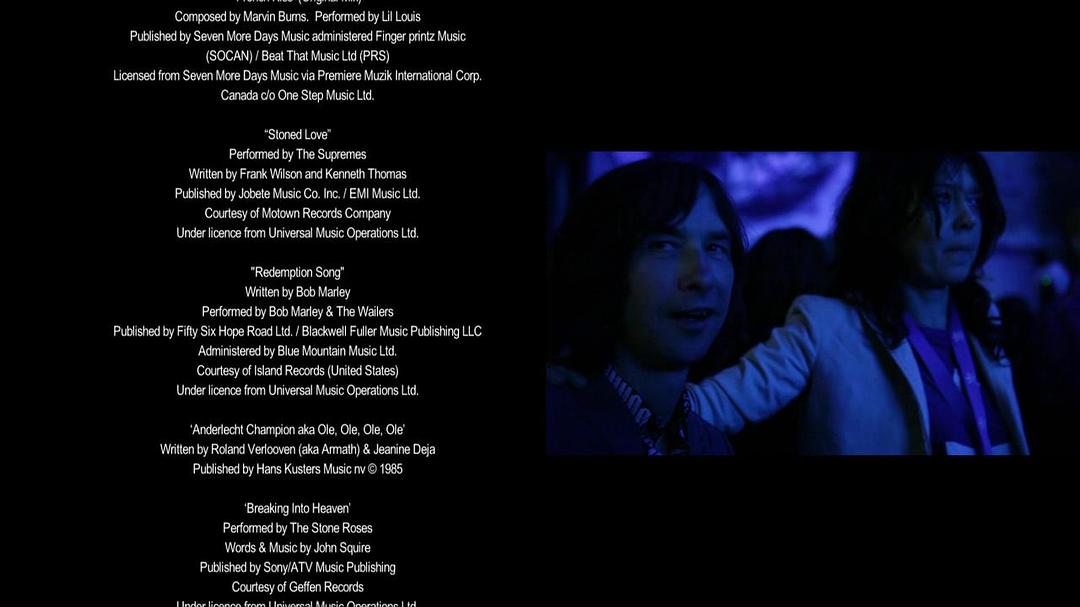 Composed by Marvin Burns. Performed by Lil Louis
Published by Seven More Days Music administered Finger printz Music
(SOCAN) / Beat That Music Ltd (PRS)
Licensed from Seven More Days Music via Premiere Muzik International Corp.
Canada c/o One Step Music Ltd.
“Stoned Love”
Performed by The Supremes
Written by Frank Wilson and Kenneth Thomas
Published by Jobete Music Co. Inc. / EMI Music Ltd.
Courtesy of Motown Records Company
Under licence from Universal Music Operations Ltd.
"Redemption Song"
Written by Bob Marley
Performed by Bob Marley & The Wailers
Published by Fifty Six Hope Road Ltd. / Blackwell Fuller Music Publishing LLC
Administered by Blue Mountain Music Ltd.
Courtesy of Island Records (United States)
Under licence from Universal Music Operations Ltd.
‘Anderlecht Champion aka Ole, Ole, Ole, Ole’
Written by Roland Verlooven (aka Armath) & Jeanine Deja
Published by Hans Kusters Music nv © 1985
‘Breaking Into Heaven’
Performed by The Stone Roses
Words & Music by John Squire
Published by Sony/ATV Music Publishing
Courtesy of Geffen Records
Under licence from Universal Music Operations Ltd.